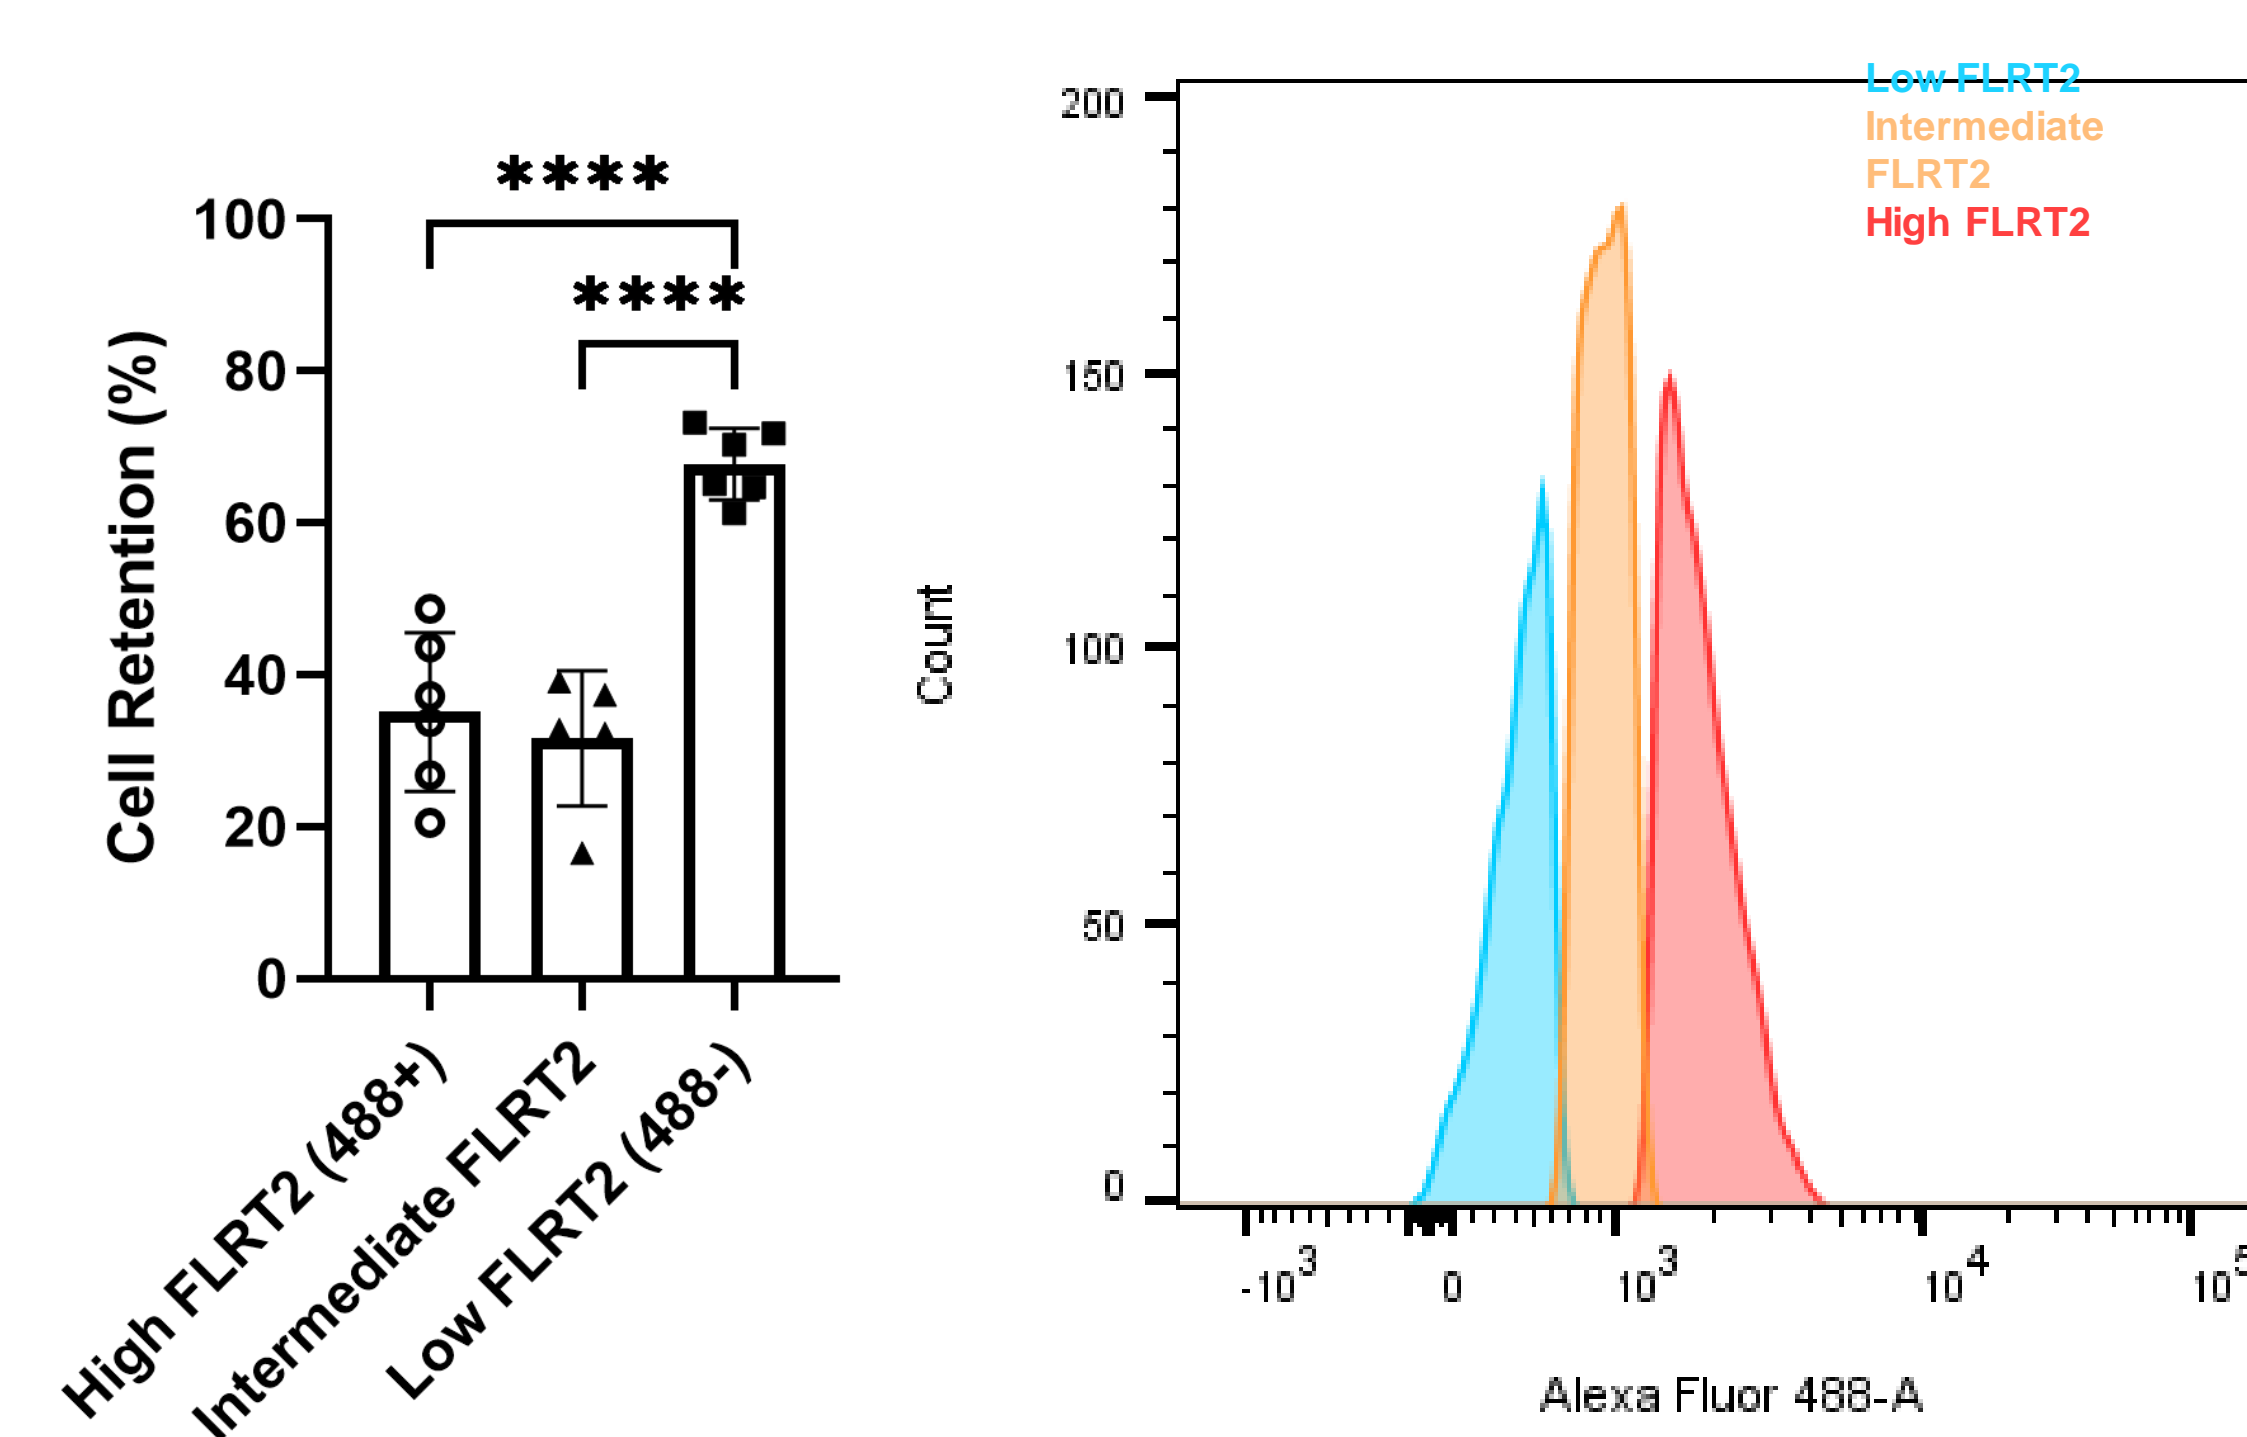 ****
****
100
80
60
40
20
0
Cell Retention (%)
High FLRT2 (488+)
Intermediate FLRT2
Low FLRT2 (488-)
Low FLRT2
Intermediate
FLRT2
High FLRT2
200
150
100
50
0
Count
-10³ 0 10³ 10⁴ 10⁵
Alexa Fluor 488-A